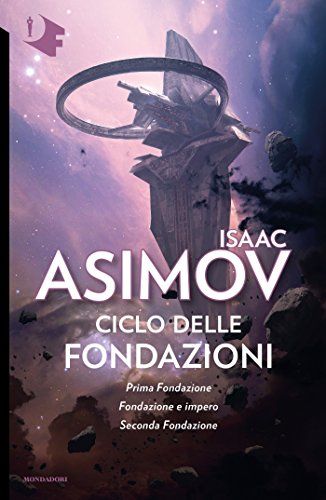 ISAAC
ASIMOV
CICLO DELLE
FONDAZIONI
Prima Fondazione
Fondazione e impero
Seconda Fondazione
MONDADORI